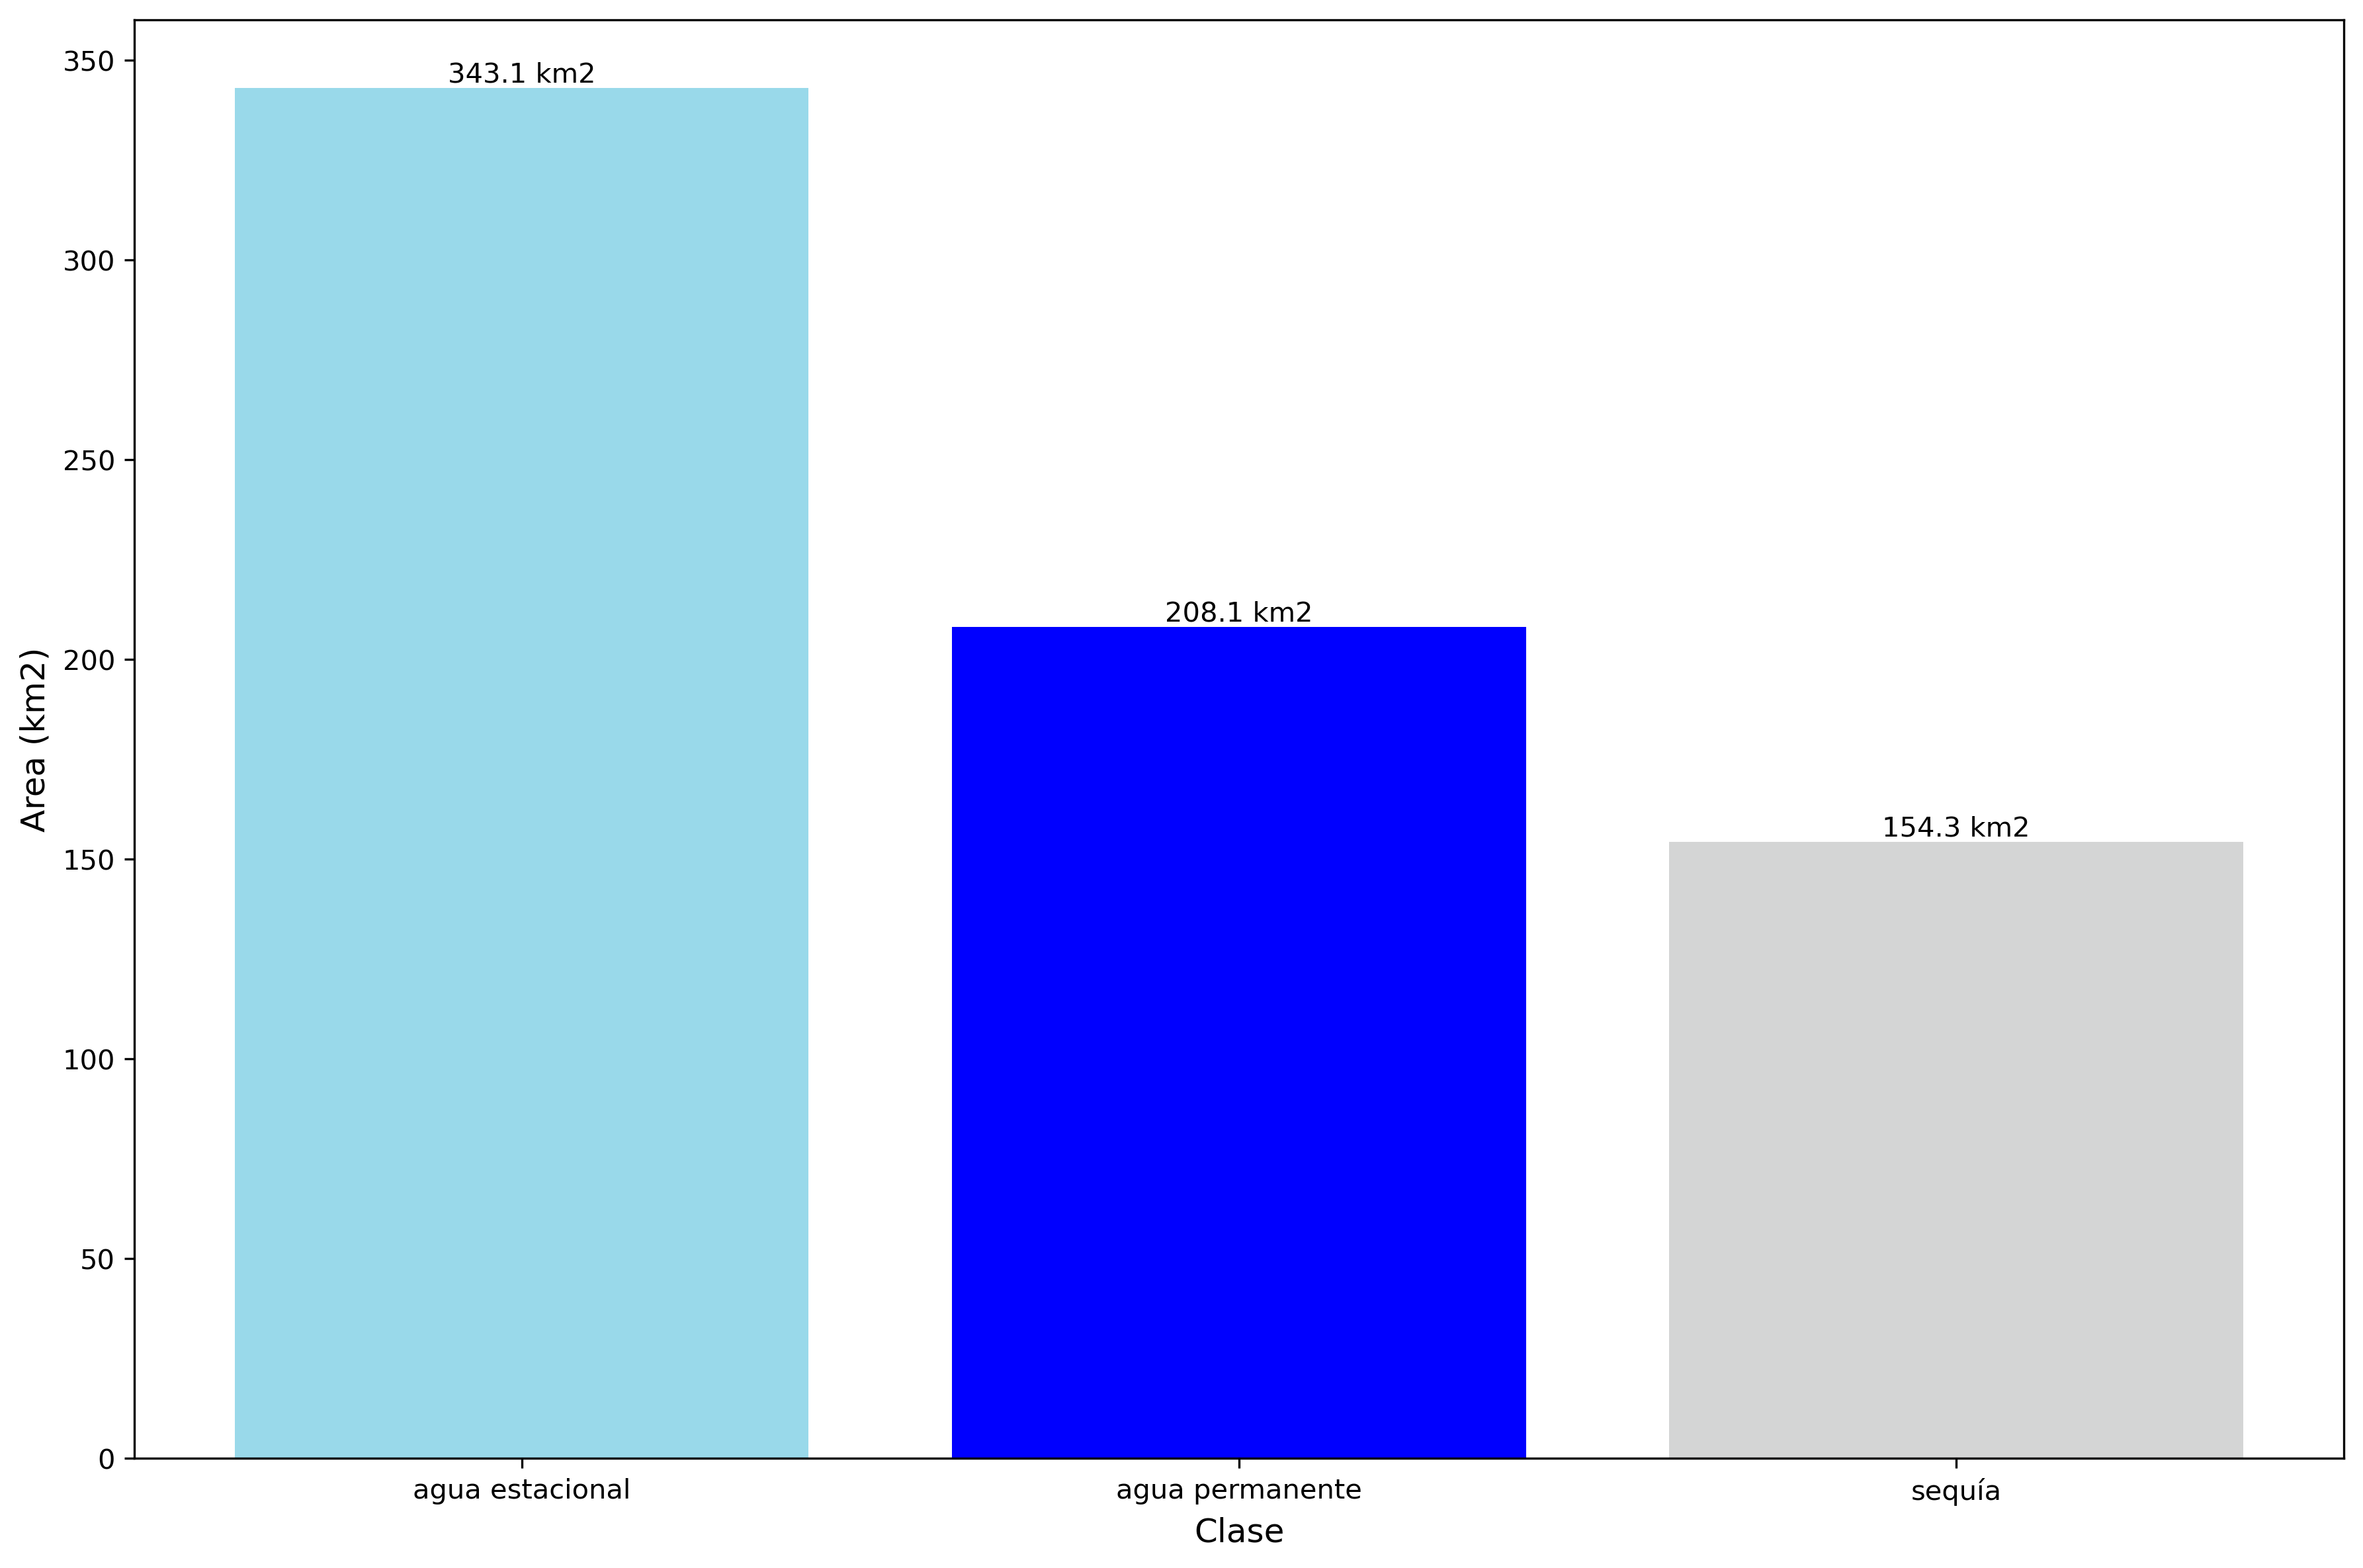 343.1 km2
208.1 km2
154.3 km2
350
300
250
200
150
100
50
0
Area (km2)
agua estacional
agua permanente
sequía
Clase